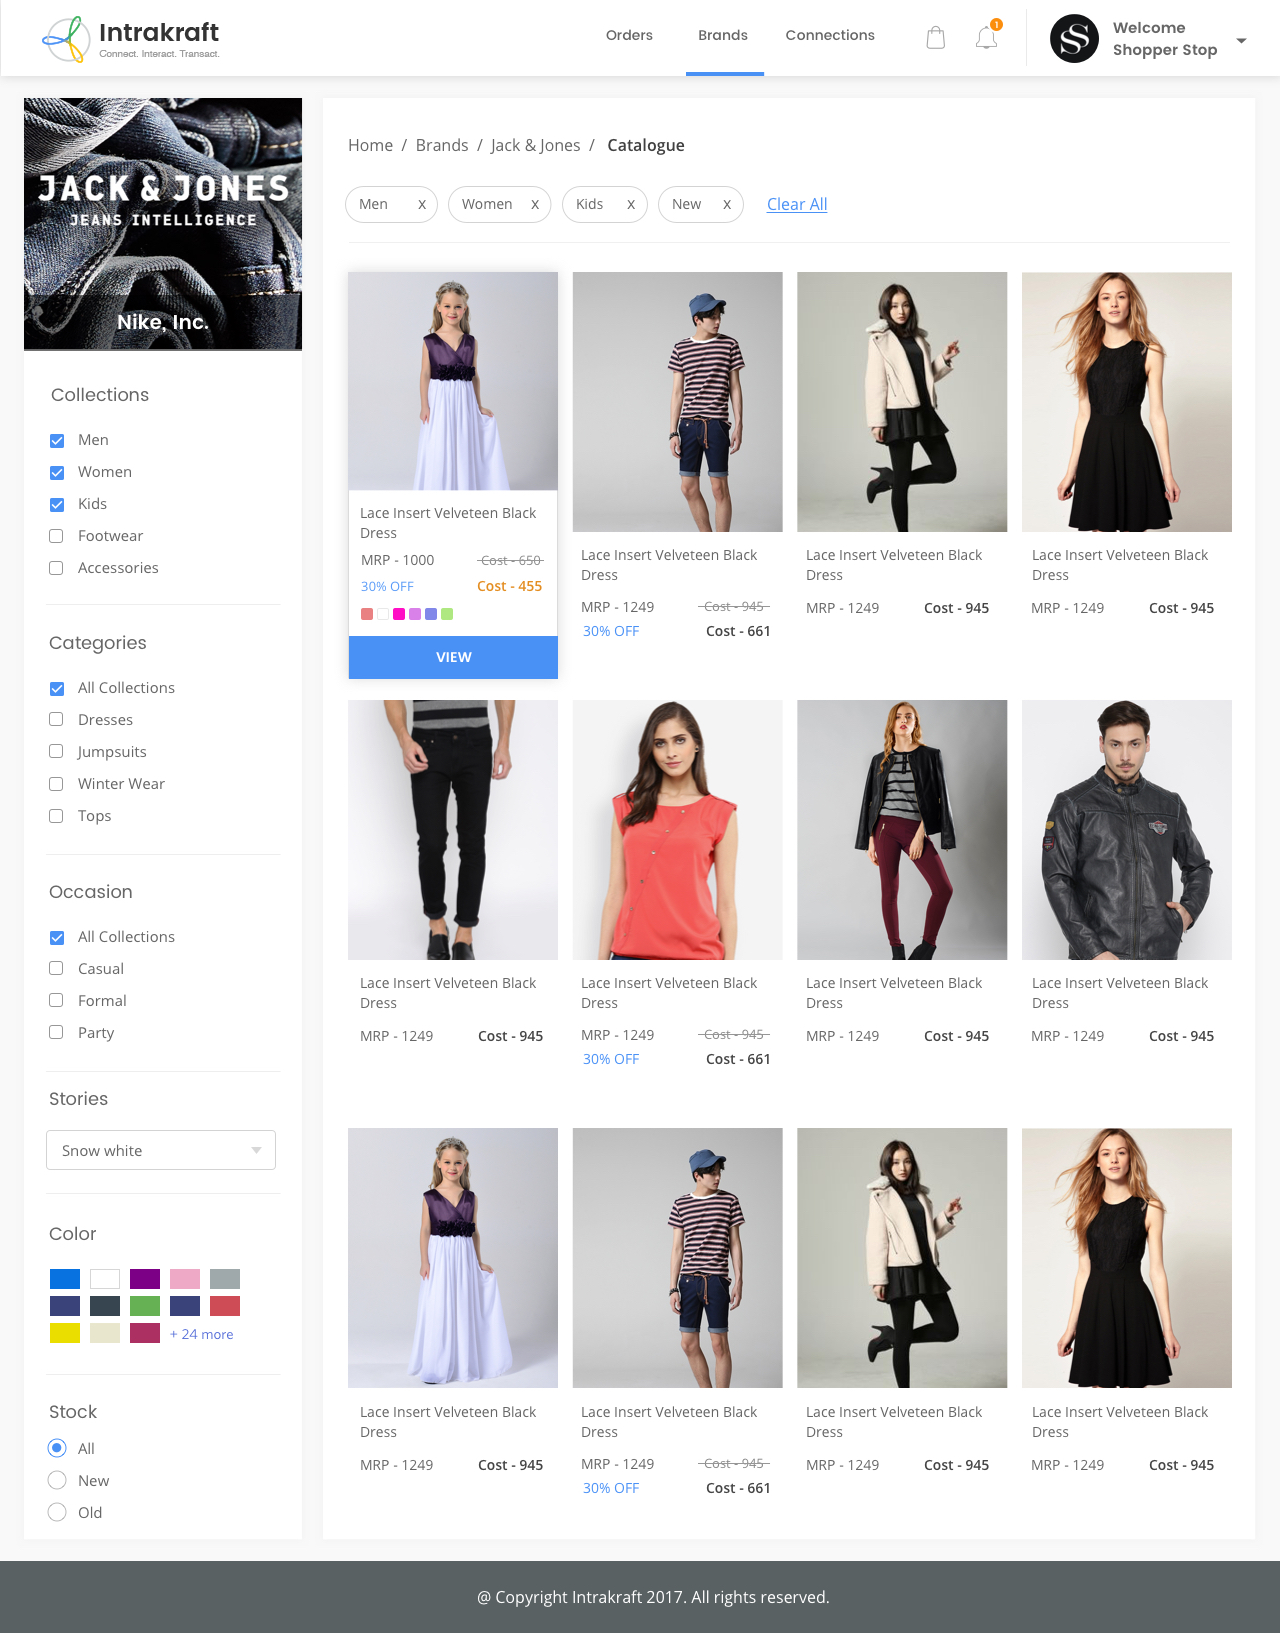 Intrakraft
Connect. Interact. Transact.
Orders
Brands
Connections
1
S
Welcome
Shopper Stop
JACK & JONES
JEANS INTELLIGENCE
Nike, Inc.
Collections
Men
Women
Kids
Footwear
Accessories
Categories
All Collections
Dresses
Jumpsuits
Winter Wear
Tops
Occasion
All Collections
Casual
Formal
Party
Stories
Snow white
Color
+ 24 more
Stock
All
New
Old
Home / Brands / Jack & Jones / Catalogue
Men x
Women x
Kids x
New x
Clear All
Lace Insert Velveteen Black
Dress
MRP - 1000 Cost - 650
30% OFF Cost - 455
VIEW
Lace Insert Velveteen Black
Dress
MRP - 1249 Cost - 945
30% OFF Cost - 661
Lace Insert Velveteen Black
Dress
MRP - 1249 Cost - 945
Lace Insert Velveteen Black
Dress
MRP - 1249 Cost - 945
Lace Insert Velveteen Black
Dress
MRP - 1249 Cost - 945
Lace Insert Velveteen Black
Dress
MRP - 1249 Cost - 945
30% OFF Cost - 661
Lace Insert Velveteen Black
Dress
MRP - 1249 Cost - 945
Lace Insert Velveteen Black
Dress
MRP - 1249 Cost - 945
Lace Insert Velveteen Black
Dress
MRP - 1249 Cost - 945
Lace Insert Velveteen Black
Dress
MRP - 1249 Cost - 945
30% OFF Cost - 661
Lace Insert Velveteen Black
Dress
MRP - 1249 Cost - 945
Lace Insert Velveteen Black
Dress
MRP - 1249 Cost - 945
@ Copyright Intrakraft 2017. All rights reserved.